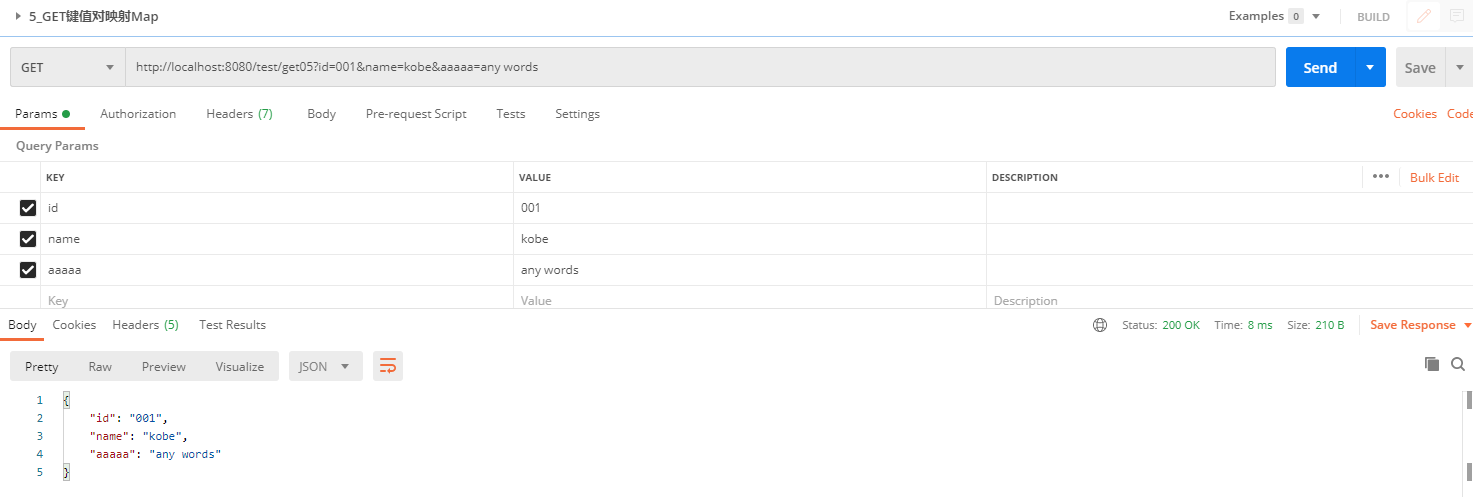 5_GET键值对映射Map Examples 0 BUILD
GET http://localhost:8080/test/get05?id=001&name=kobe&aaaaa=any words Send Save
Params Authorization Headers (7) Body Pre-request Script Tests Settings Cookies Code
Query Params
KEY VALUE DESCRIPTION ••• Bulk Edit
id 001
name kobe
aaaaa any words
Key Value Description
Body Cookies Headers (5) Test Results Status: 200 OK Time: 8 ms Size: 210 B Save Response
Pretty Raw Preview Visualize JSON
1 {
2 "id": "001",
3 "name": "kobe",
4 "aaaaa": "any words"
5 }